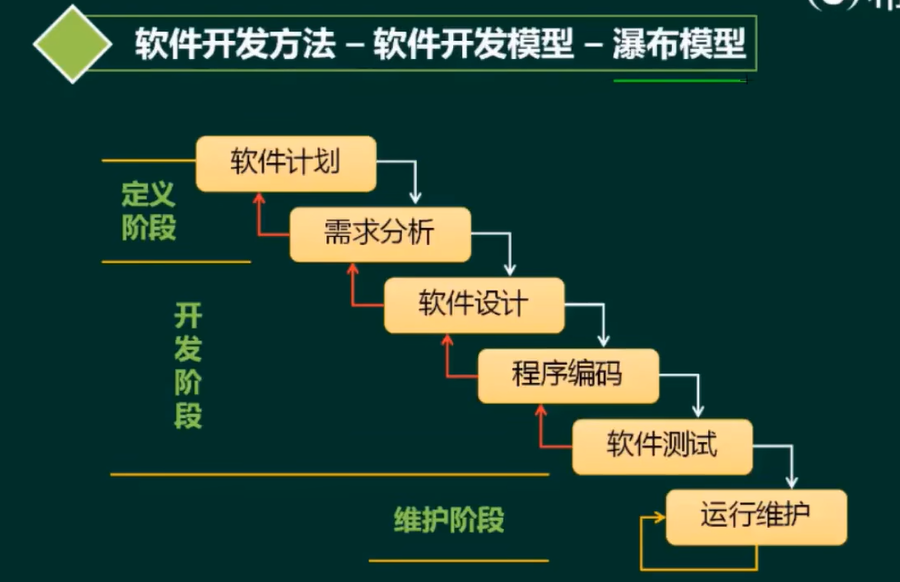 软件开发方法 – 软件开发模型 – 瀑布模型
软件计划
定义
阶段
需求分析
软件设计
开
发
阶
段
程序编码
软件测试
维护阶段
运行维护